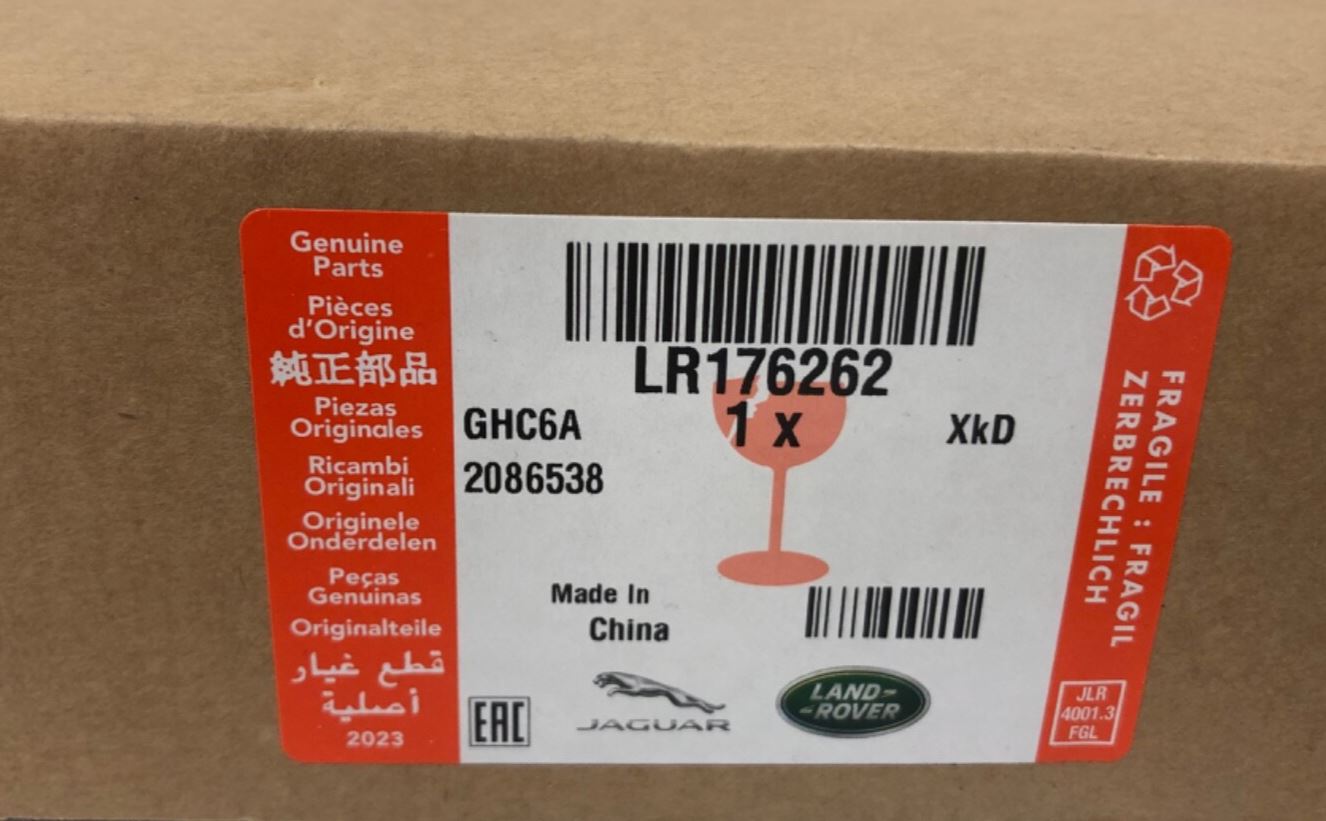 Genuine
Parts
Pièces
d'Origine
純正部品
Piezas
Originales
Ricambi
Originali
Originele
Onderdelen
Peças
Genuinas
Originalteile
قطع غيار
أصلية
2023
LR176262
GHC6A
1 x
XkD
2086538
Made In
China
EAC
JAGUAR
LAND-
-ROVER
FRAGILE : FRAGIL
ZERBRECHLICH
JLR
4001.3
FGL